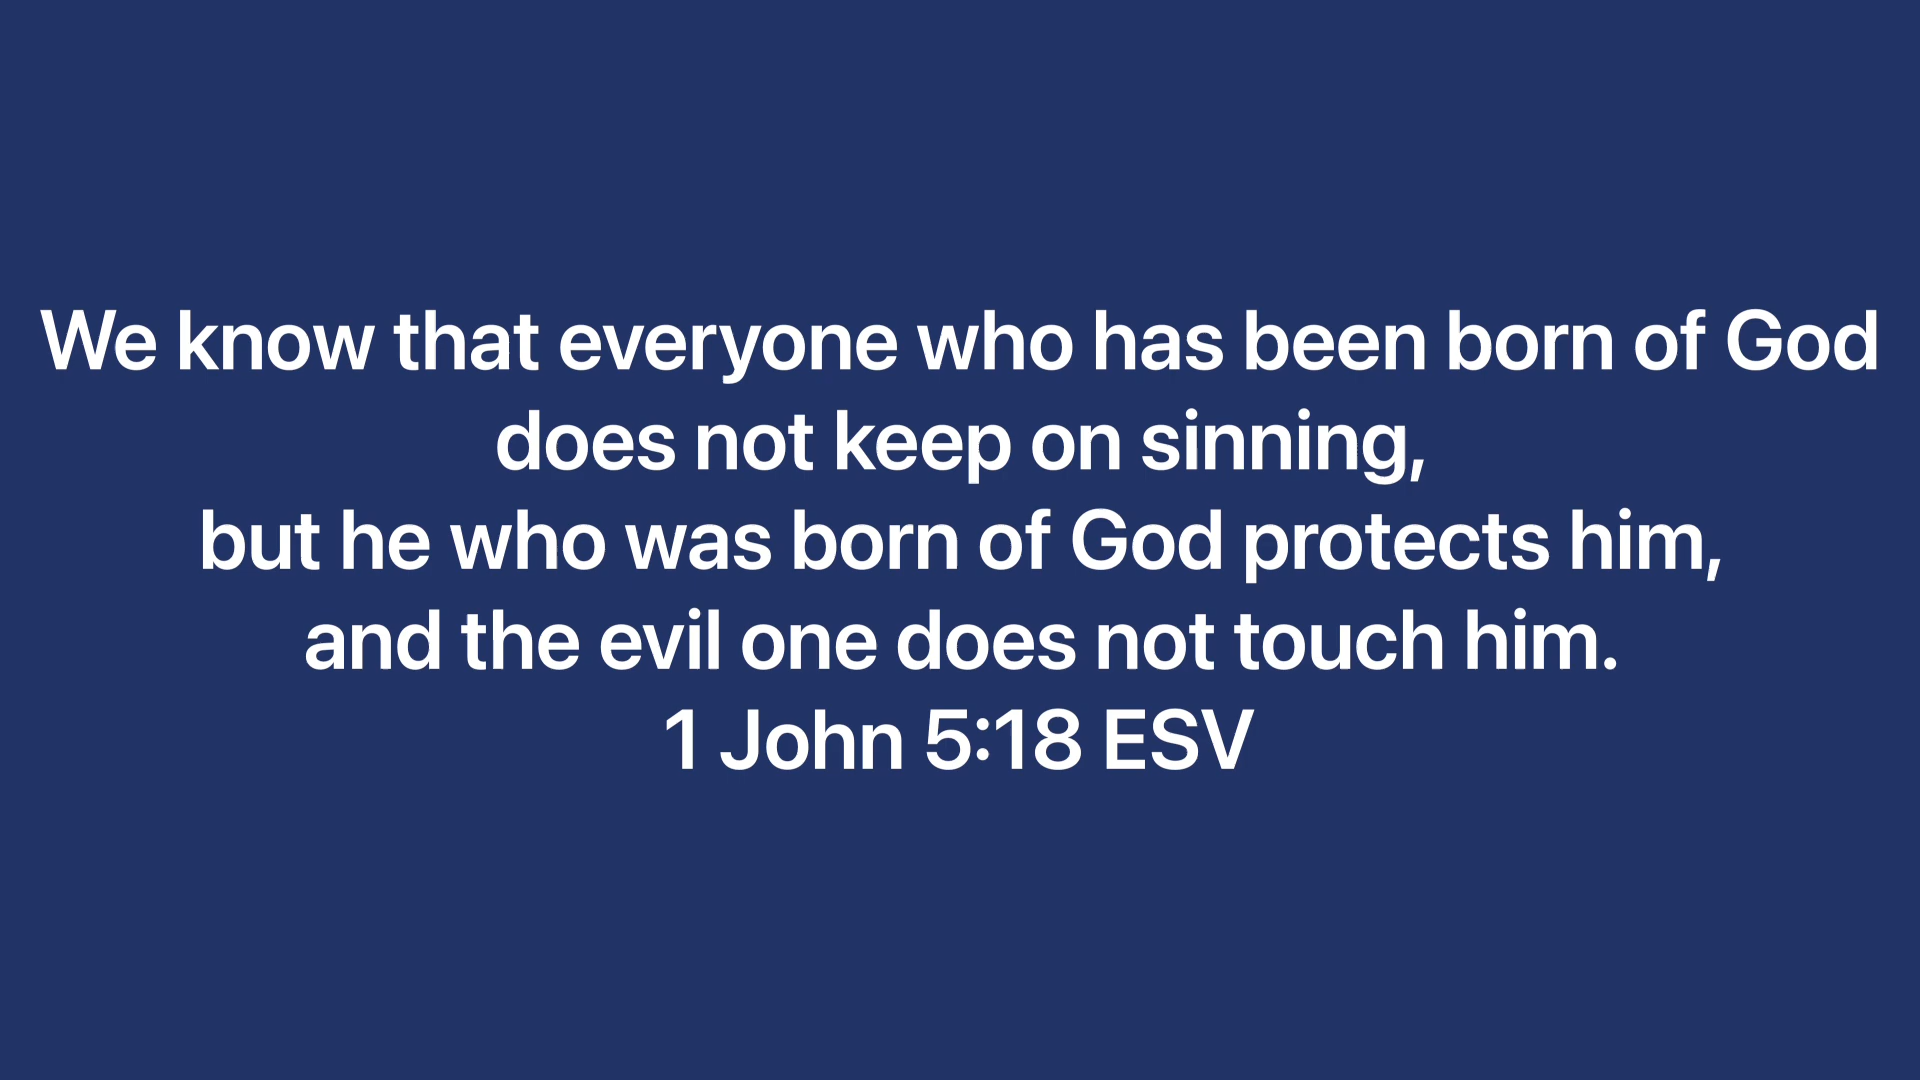 We know that everyone who has been born of God
does not keep on sinning,
but he who was born of God protects him,
and the evil one does not touch him.
1 John 5:18 ESV